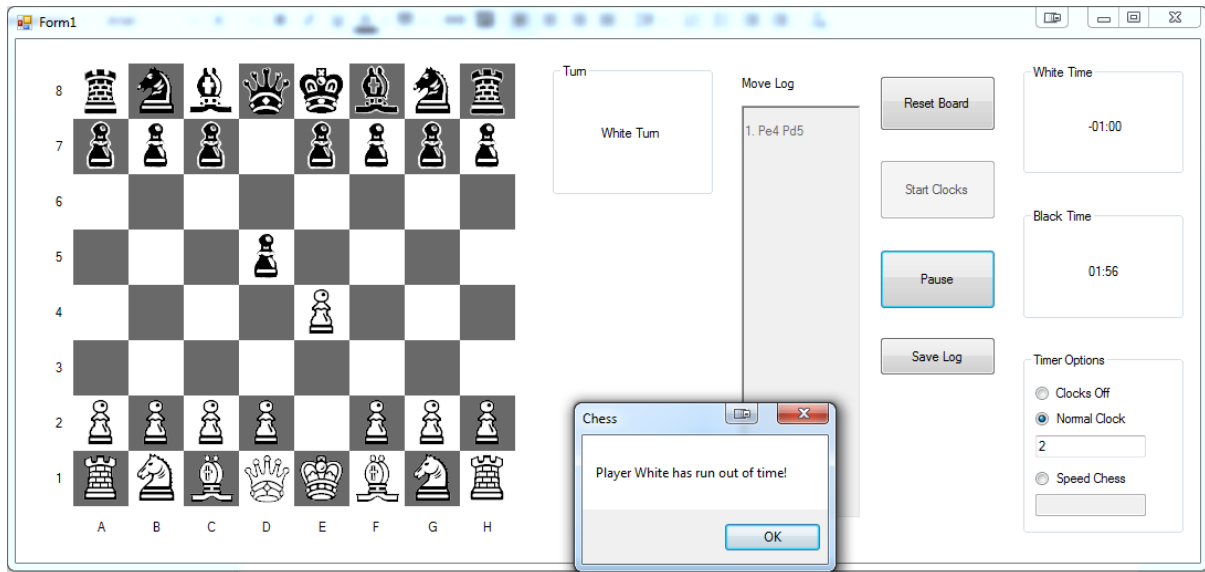 Form1
8
7
6
5
4
3
2
1
A B C D E F G H
Turn
White Turn
Move Log
1. Pe4 Pd5
Reset Board
Start Clocks
Pause
Save Log
White Time
-01:00
Black Time
01:56
Timer Options
Clocks Off
Normal Clock
2
Speed Chess
Chess
Player White has run out of time!
OK